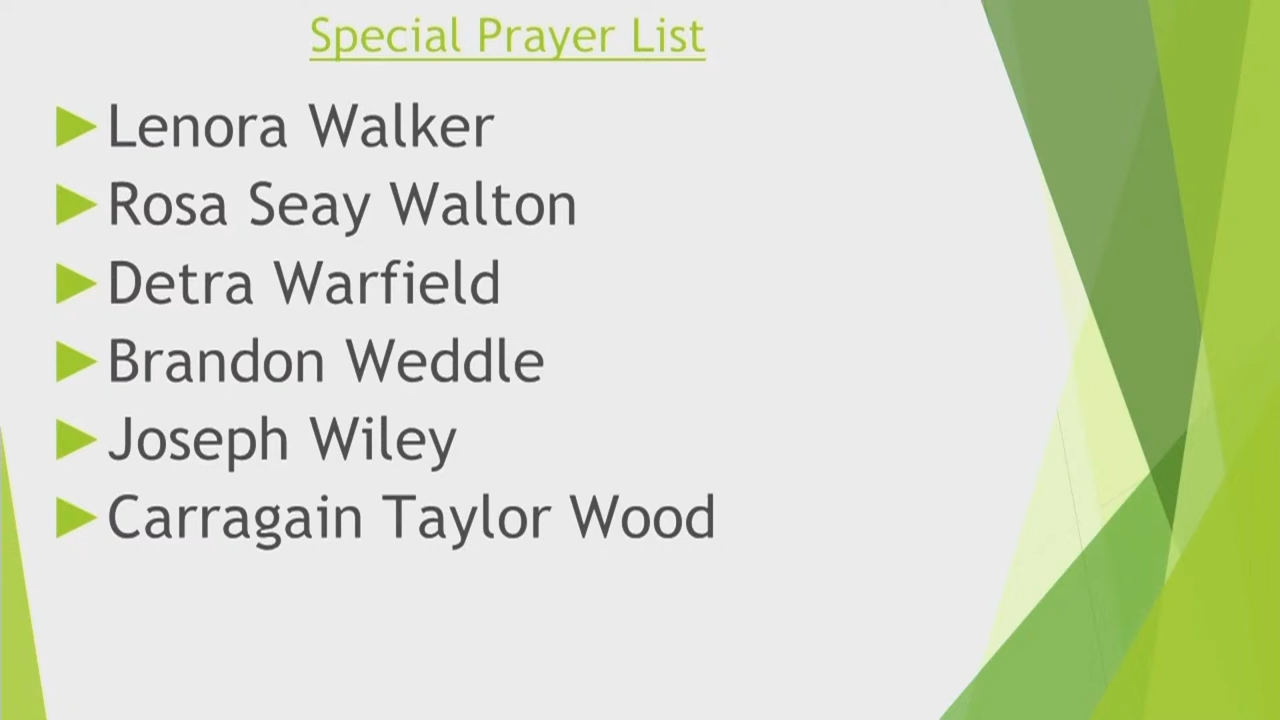 Special Prayer List
Lenora Walker
Rosa Seay Walton
Detra Warfield
Brandon Weddle
Joseph Wiley
Carragain Taylor Wood